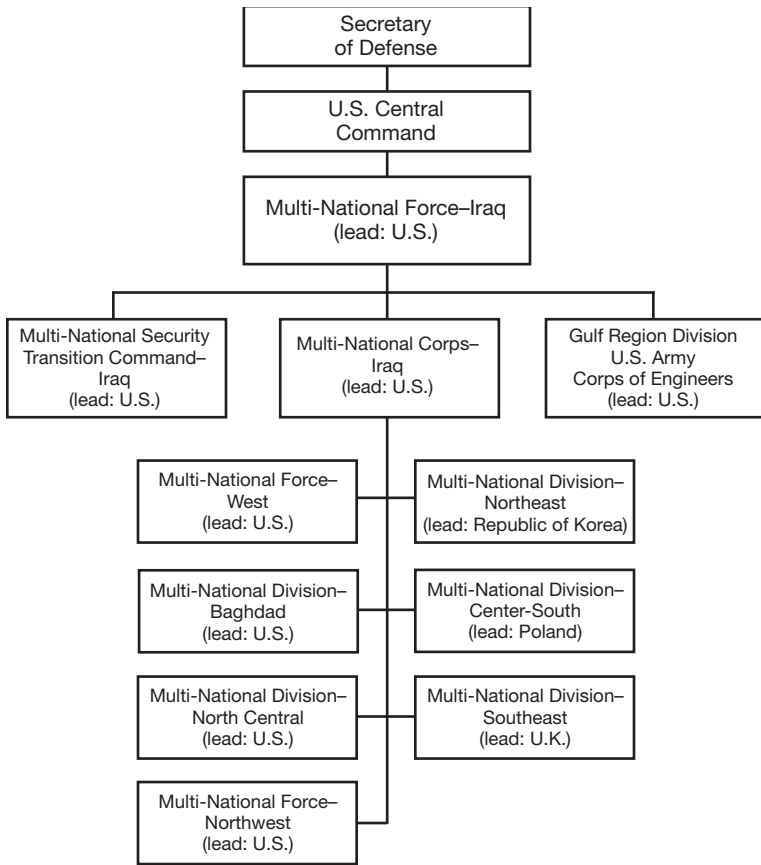 Secretary
of Defense
U.S. Central
Command
Multi-National Force–Iraq
(lead: U.S.)
Multi-National Security
Transition Command–
Iraq
(lead: U.S.)
Multi-National Corps–
Iraq
(lead: U.S.)
Gulf Region Division
U.S. Army
Corps of Engineers
(lead: U.S.)
Multi-National Force–
West
(lead: U.S.)
Multi-National Division–
Northeast
(lead: Republic of Korea)
Multi-National Division–
Baghdad
(lead: U.S.)
Multi-National Division–
Center-South
(lead: Poland)
Multi-National Division–
North Central
(lead: U.S.)
Multi-National Division–
Southeast
(lead: U.K.)
Multi-National Force–
Northwest
(lead: U.S.)